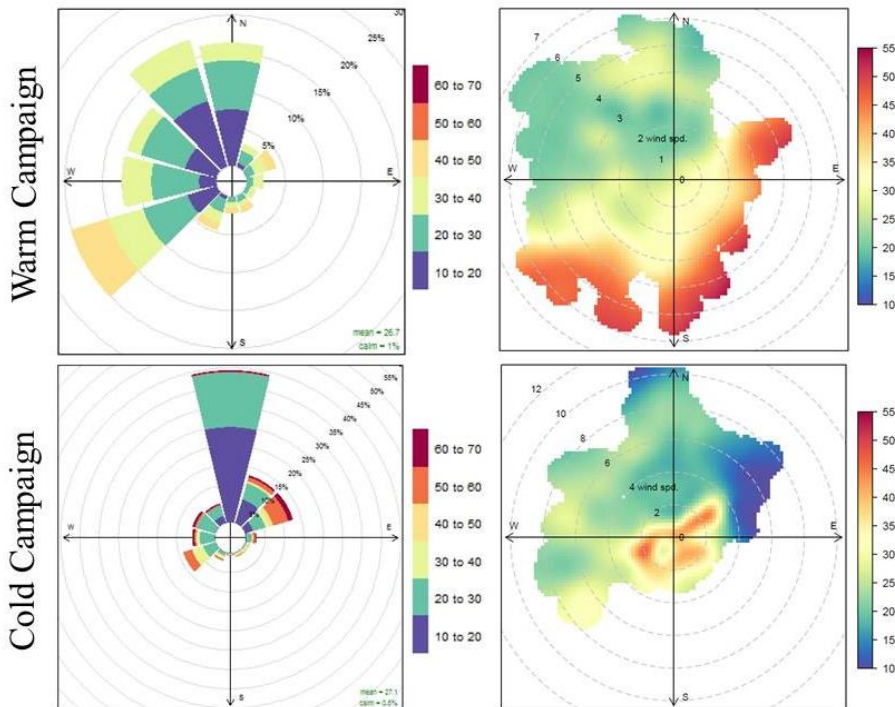 Warm Campaign
N
W
E
S
5%
10%
15%
20%
25%
30
mean = 26.7
calm = 1%
60 to 70
50 to 60
40 to 50
30 to 40
20 to 30
10 to 20
N
W
E
S
7
6
5
4
3
2 wind spd.
1
0
55
50
45
40
35
30
25
20
15
10
Cold Campaign
N
W
E
S
55%
50%
45%
40%
35%
30%
25%
20%
15%
10%
5%
mean = 27.1
calm = 0.6%
60 to 70
50 to 60
40 to 50
30 to 40
20 to 30
10 to 20
N
W
E
S
12
10
8
6
4 wind spd.
2
0
55
50
45
40
35
30
25
20
15
10